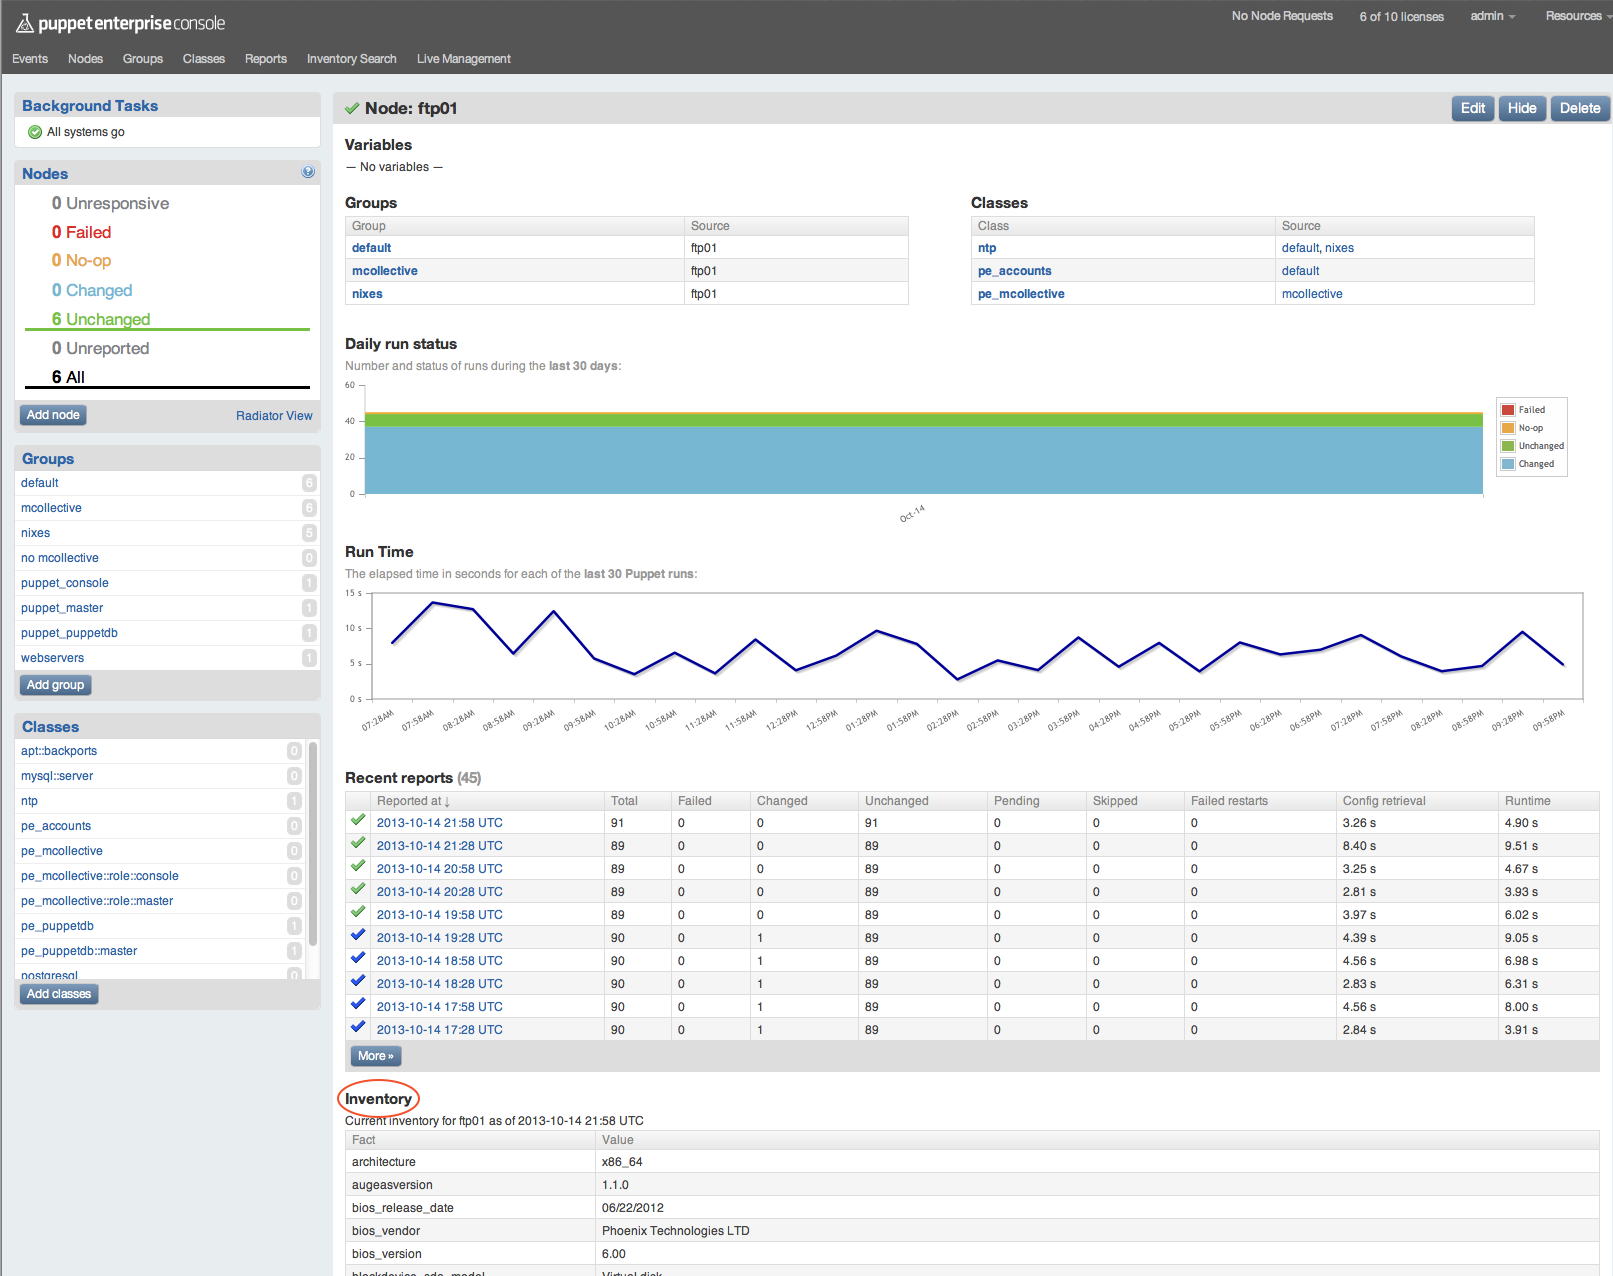 puppet enterprise console
No Node Requests 6 of 10 licenses admin Resources
Events Nodes Groups Classes Reports Inventory Search Live Management
Background Tasks
All systems go
Nodes
0 Unresponsive
0 Failed
0 No-op
0 Changed
6 Unchanged
0 Unreported
6 All
Add node Radiator View
Groups
default 6
mcollective 6
nixes 5
no mcollective 0
puppet_console 1
puppet_master 1
puppet_puppetdb 1
webservers 1
Add group
Classes
apt::backports 0
mysql::server 0
ntp 1
pe_accounts 0
pe_mcollective 0
pe_mcollective::role::console 0
pe_mcollective::role::master 0
pe_puppetdb 1
pe_puppetdb::master 1
postgresql 0
Add classes
Node: ftp01
Edit Hide Delete
Variables
— No variables —
Groups
Group Source
default ftp01
mcollective ftp01
nixes ftp01
Classes
Class Source
ntp default, nixes
pe_accounts default
pe_mcollective mcollective
Daily run status
Number and status of runs during the last 30 days:
60
40
20
0
Oct-14
Failed
No-op
Unchanged
Changed
Run Time
The elapsed time in seconds for each of the last 30 Puppet runs:
15 s
10 s
5 s
0 s
07:28AM 07:58AM 08:28AM 08:58AM 09:28AM 09:58AM 10:28AM 10:58AM 11:28AM 11:58AM 12:28PM 12:58PM 01:28PM 01:58PM 02:28PM 02:58PM 03:28PM 03:58PM 04:28PM 04:58PM 05:28PM 05:58PM 06:28PM 06:58PM 07:28PM 07:58PM 08:28PM 08:58PM 09:28PM 09:58PM
Recent reports (45)
Reported at ↓ Total Failed Changed Unchanged Pending Skipped Failed restarts Config retrieval Runtime
2013-10-14 21:58 UTC 91 0 0 91 0 0 0 3.26 s 4.90 s
2013-10-14 21:28 UTC 89 0 0 89 0 0 0 8.40 s 9.51 s
2013-10-14 20:58 UTC 89 0 0 89 0 0 0 3.25 s 4.67 s
2013-10-14 20:28 UTC 89 0 0 89 0 0 0 2.81 s 3.93 s
2013-10-14 19:58 UTC 89 0 0 89 0 0 0 3.97 s 6.02 s
2013-10-14 19:28 UTC 90 0 1 89 0 0 0 4.39 s 9.05 s
2013-10-14 18:58 UTC 90 0 1 89 0 0 0 4.56 s 6.98 s
2013-10-14 18:28 UTC 90 0 1 89 0 0 0 2.83 s 6.31 s
2013-10-14 17:58 UTC 90 0 1 89 0 0 0 4.56 s 8.00 s
2013-10-14 17:28 UTC 90 0 1 89 0 0 0 2.84 s 3.91 s
More »
Inventory
Current inventory for ftp01 as of 2013-10-14 21:58 UTC
Fact Value
architecture x86_64
augeasversion 1.1.0
bios_release_date 06/22/2012
bios_vendor Phoenix Technologies LTD
bios_version 6.00
blockdevice_sda_model Virtual disk